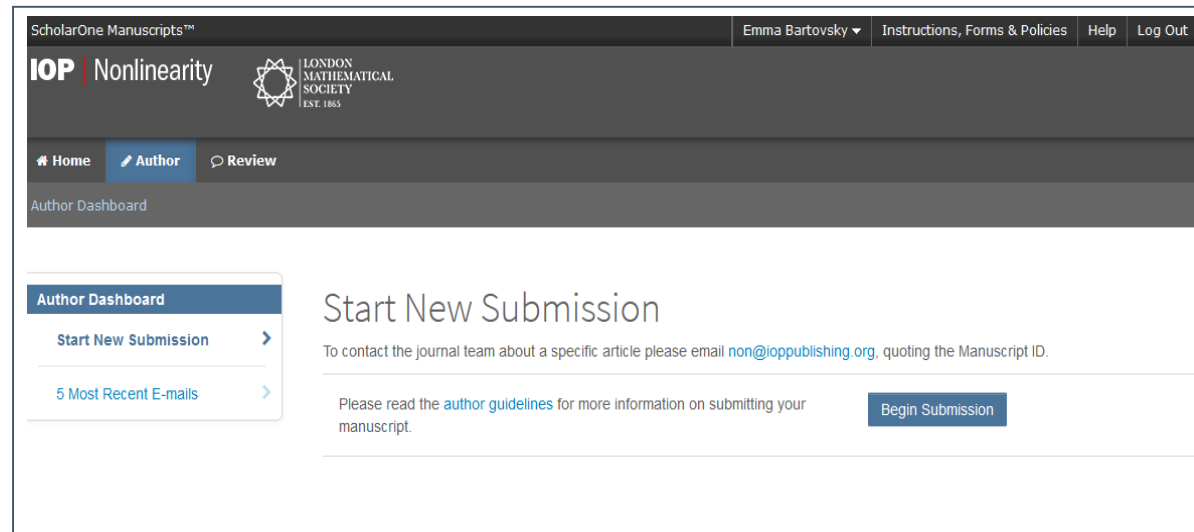 ScholarOne Manuscripts™
Emma Bartovsky Instructions, Forms & Policies Help Log Out
IOP Nonlinearity
LONDON
MATHEMATICAL
SOCIETY
EST. 1865
Home Author Review
Author Dashboard
Author Dashboard
Start New Submission
5 Most Recent E-mails
Start New Submission
To contact the journal team about a specific article please email non@ioppublishing.org, quoting the Manuscript ID.
Please read the author guidelines for more information on submitting your
manuscript.
Begin Submission